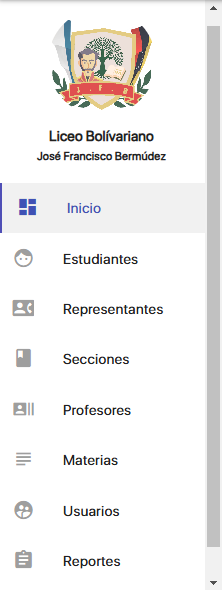 J F B
Liceo Bolívariano
José Francisco Bermúdez
Inicio
Estudiantes
Representantes
Secciones
Profesores
Materias
Usuarios
Reportes